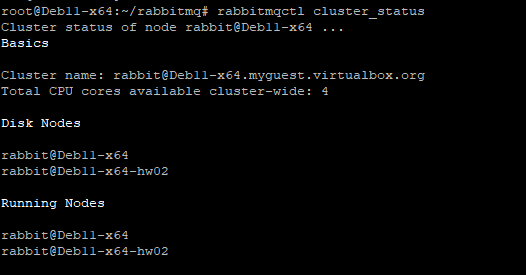 root@Deb11-x64:~/rabbitmq# rabbitmqctl cluster_status
Cluster status of node rabbit@Deb11-x64 ...
Basics
Cluster name: rabbit@Deb11-x64.myguest.virtualbox.org
Total CPU cores available cluster-wide: 4
Disk Nodes
rabbit@Deb11-x64
rabbit@Deb11-x64-hw02
Running Nodes
rabbit@Deb11-x64
rabbit@Deb11-x64-hw02